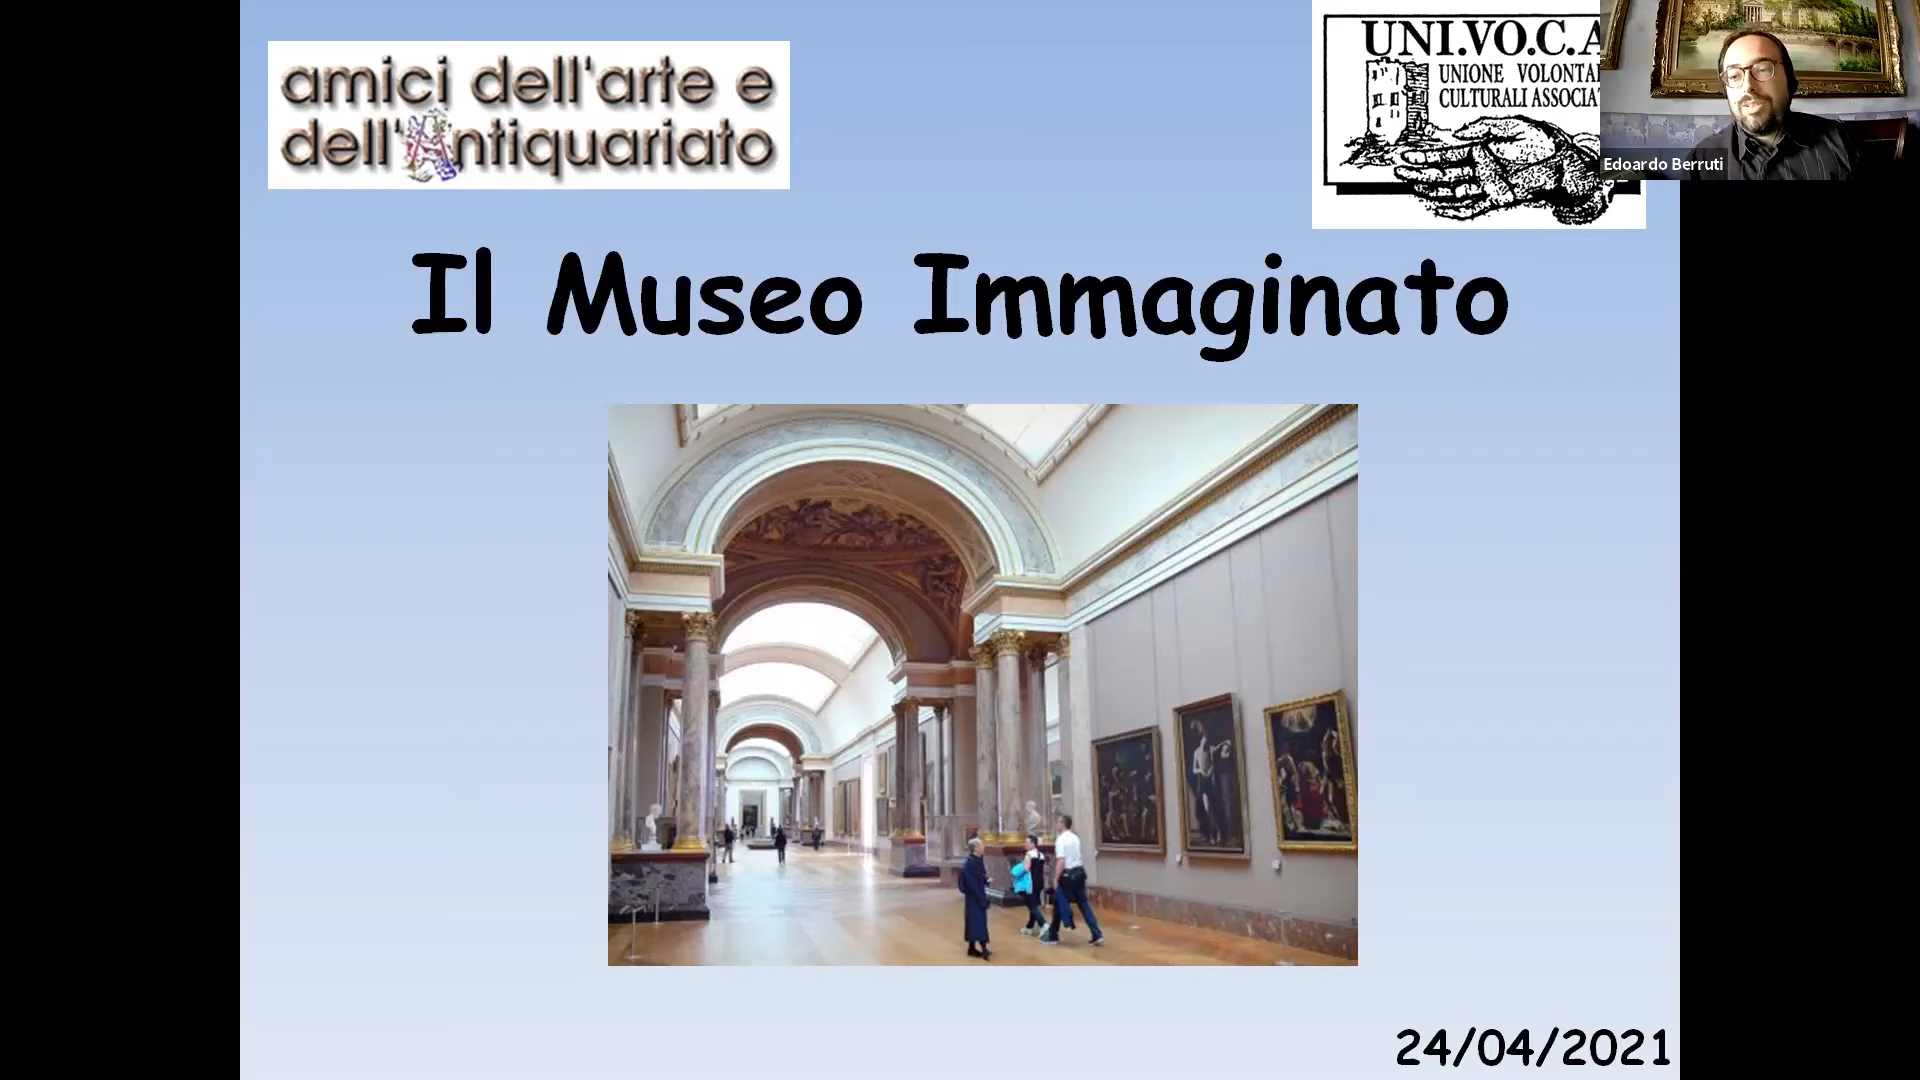 amici dell'arte e
dell'Antiquariato
UNI.VO.C.A
UNIONE VOLONTA
CULTURALI ASSOCIA
Edoardo Berruti
Il Museo Immaginato
24/04/2021